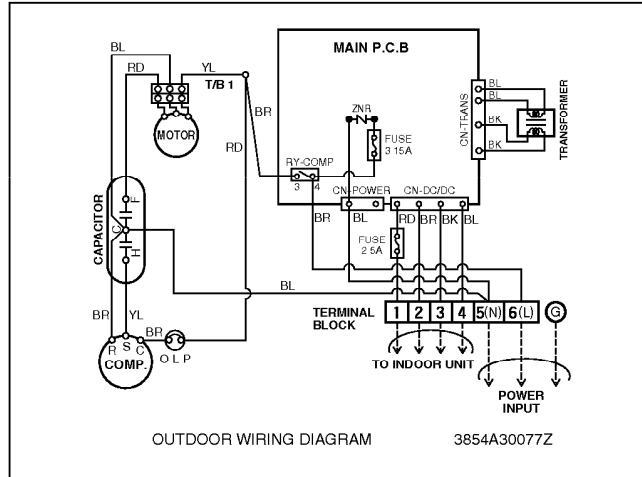 MAIN P.C.B
BL
RD
YL
T/B 1
BR
RD
MOTOR
ZNR
FUSE
3 15A
RY-COMP
3 4
CN-POWER
CN-DC/DC
CN-TRANS
BL
BL
BK
BK
TRANSFORMER
BR
BL
RD
BR
BK
BL
FUSE
2 5A
CAPACITOR
F
C
H
BL
BR
YL
BR
R
S
C
OLP
COMP.
TERMINAL
BLOCK
1 2 3 4 5(N) 6(L) G
TO INDOOR UNIT
POWER
INPUT
OUTDOOR WIRING DIAGRAM
3854A30077Z